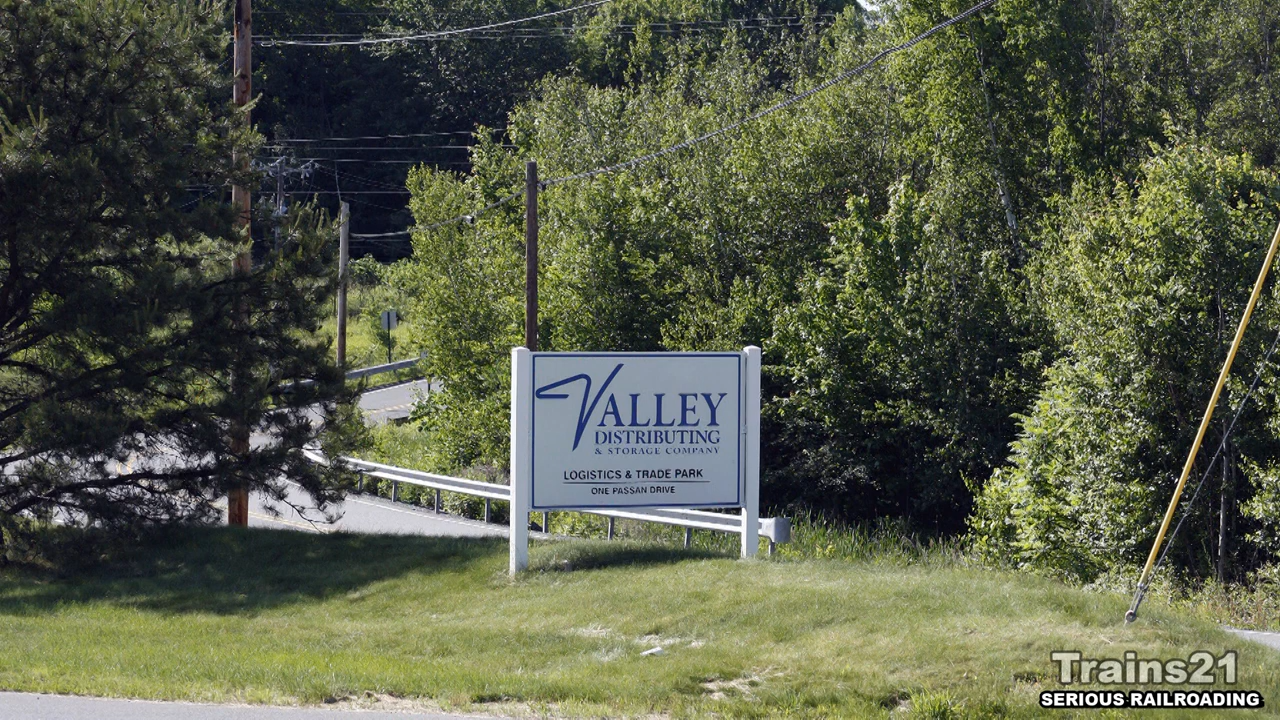 VALLEY
DISTRIBUTING
& STORAGE COMPANY
LOGISTICS & TRADE PARK
ONE PASSAN DRIVE
Trains21
SERIOUS RAILROADING